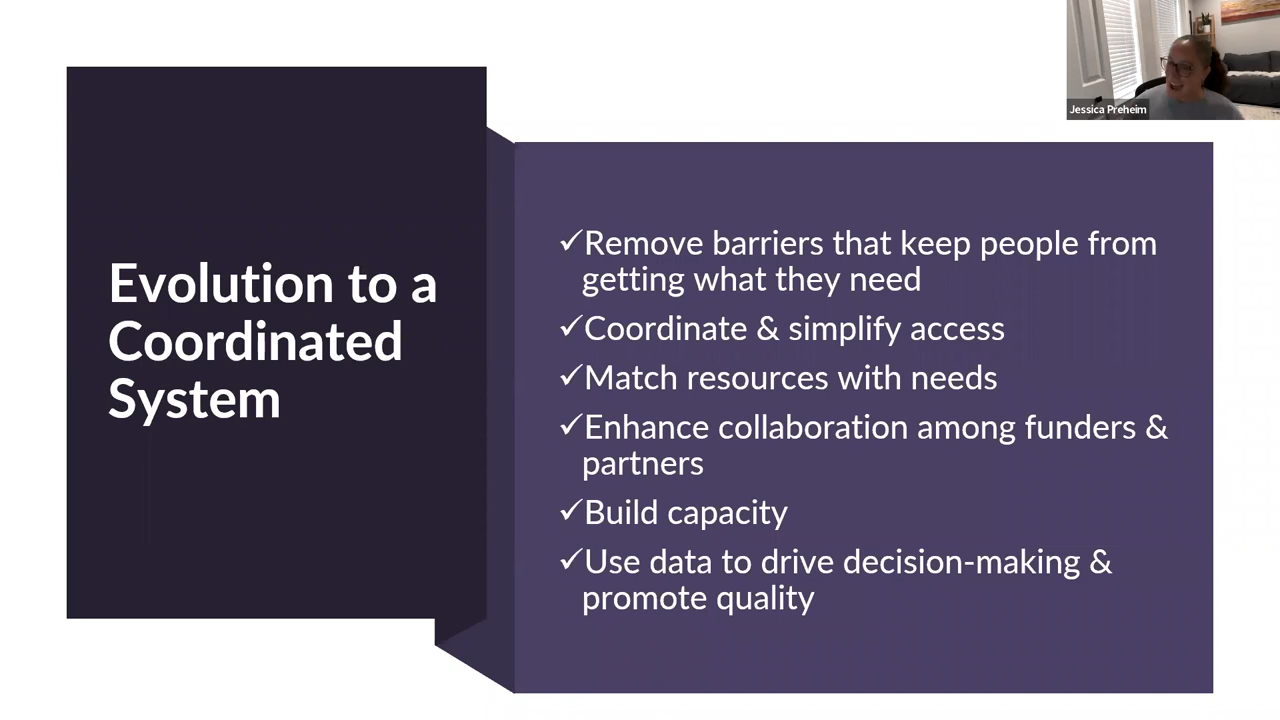 Jessica Preheim
Evolution to a
Coordinated
System
✓Remove barriers that keep people from
getting what they need
✓Coordinate & simplify access
✓Match resources with needs
✓Enhance collaboration among funders &
partners
✓Build capacity
✓Use data to drive decision-making &
promote quality